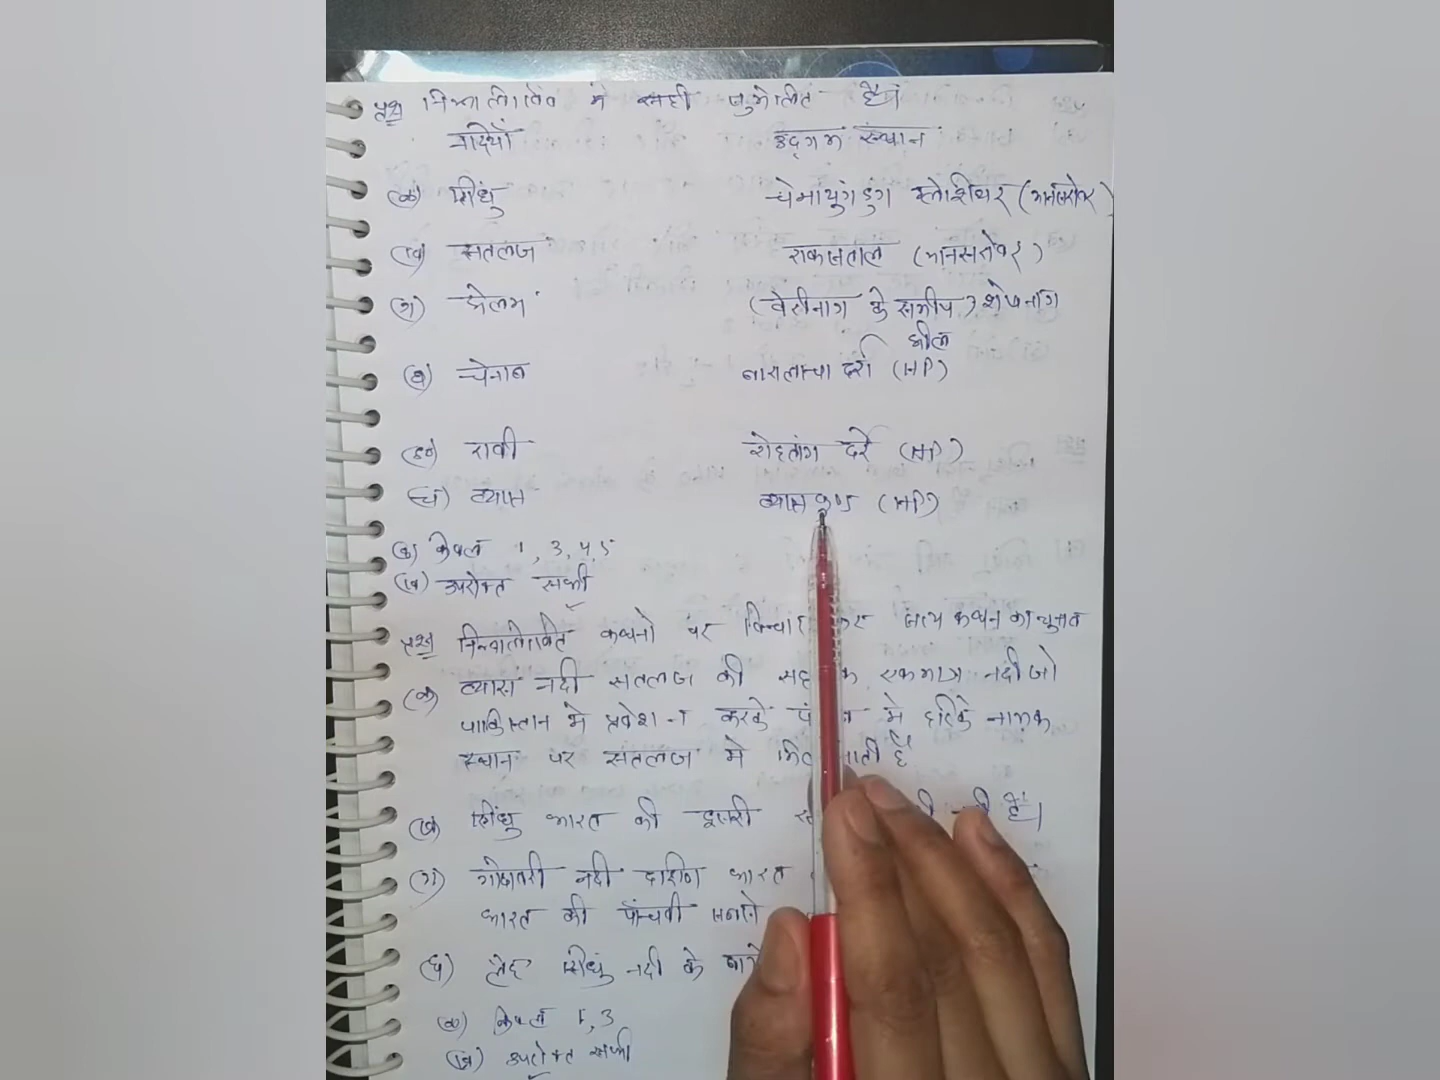 प्रश्न निम्नलिखित में सही सुमेलित हैं।
नदियाँ उद्गम स्थान
(क) सिंधु चेमायुंगडुंग ग्लेशियर (मानसरोवर)
(ख) सतलज राकसताल (मानसरोवर)
(ग) झेलम (वेरीनाग के समीप) शेषनाग
झील
(घ) चेनाब बारालाचा दर्रा (HP)
(ङ) रावी रोहतांग दर्रे (HP)
(च) व्यास व्यास कुण्ड (HP)
(क) केवल 1, 3, 4, 5
(ख) उपरोक्त सभी
प्रश्न निम्नलिखित कथनो पर विचार कर सत्य कथन का चुनाव
(क) व्यास नदी सतलज की एकमात्र नदी जो
पाकिस्तान मे प्रवेश न करके मे हरिके नामक
स्थान पर सतलज मे है
(ख) सिंधु भारत की दूसरी है।
(ग) गोदावरी नदी दक्षिण भारत
भारत की पाँचवी
(घ) लेह सिंधु नदी के
(क) केवल 1, 3
(ख) उपरोक्त सभी